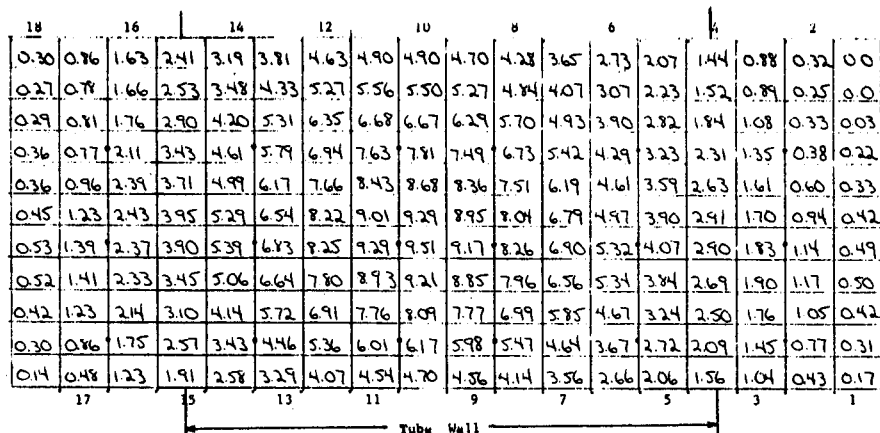 18 16 14 12 10 8 6 4 2
0.30 0.86 1.63 2.41 3.19 3.81 4.63 4.90 4.90 4.70 4.28 3.65 2.73 2.07 1.44 0.88 0.32 0.0
0.27 0.78 1.66 2.53 3.48 4.33 5.27 5.56 5.50 5.27 4.84 4.07 3.07 2.23 1.52 0.89 0.25 0.0
0.29 0.81 1.76 2.90 4.20 5.31 6.35 6.68 6.67 6.29 5.70 4.93 3.90 2.82 1.84 1.08 0.33 0.03
0.36 0.77 2.11 3.43 4.61 5.79 6.94 7.63 7.81 7.49 6.73 5.42 4.29 3.23 2.31 1.35 0.38 0.22
0.36 0.96 2.39 3.71 4.99 6.17 7.66 8.43 8.68 8.36 7.51 6.19 4.61 3.59 2.63 1.61 0.60 0.33
0.45 1.23 2.43 3.95 5.29 6.54 8.22 9.01 9.29 8.95 8.04 6.79 4.97 3.90 2.91 1.70 0.94 0.42
0.53 1.39 2.37 3.90 5.39 6.83 8.25 9.29 9.51 9.17 8.26 6.90 5.32 4.07 2.90 1.83 1.14 0.49
0.52 1.41 2.33 3.45 5.06 6.64 7.80 8.93 9.21 8.85 7.96 6.56 5.34 3.84 2.69 1.90 1.17 0.50
0.42 1.23 2.14 3.10 4.14 5.72 6.91 7.76 8.09 7.77 6.99 5.85 4.67 3.24 2.50 1.76 1.05 0.42
0.30 0.86 1.75 2.57 3.43 4.46 5.36 6.01 6.17 5.98 5.47 4.64 3.67 2.72 2.09 1.45 0.77 0.31
0.14 0.48 1.23 1.91 2.58 3.29 4.07 4.54 4.70 4.56 4.14 3.56 2.66 2.06 1.56 1.04 0.43 0.17
17 15 13 11 9 7 5 3 1
Tube Wall